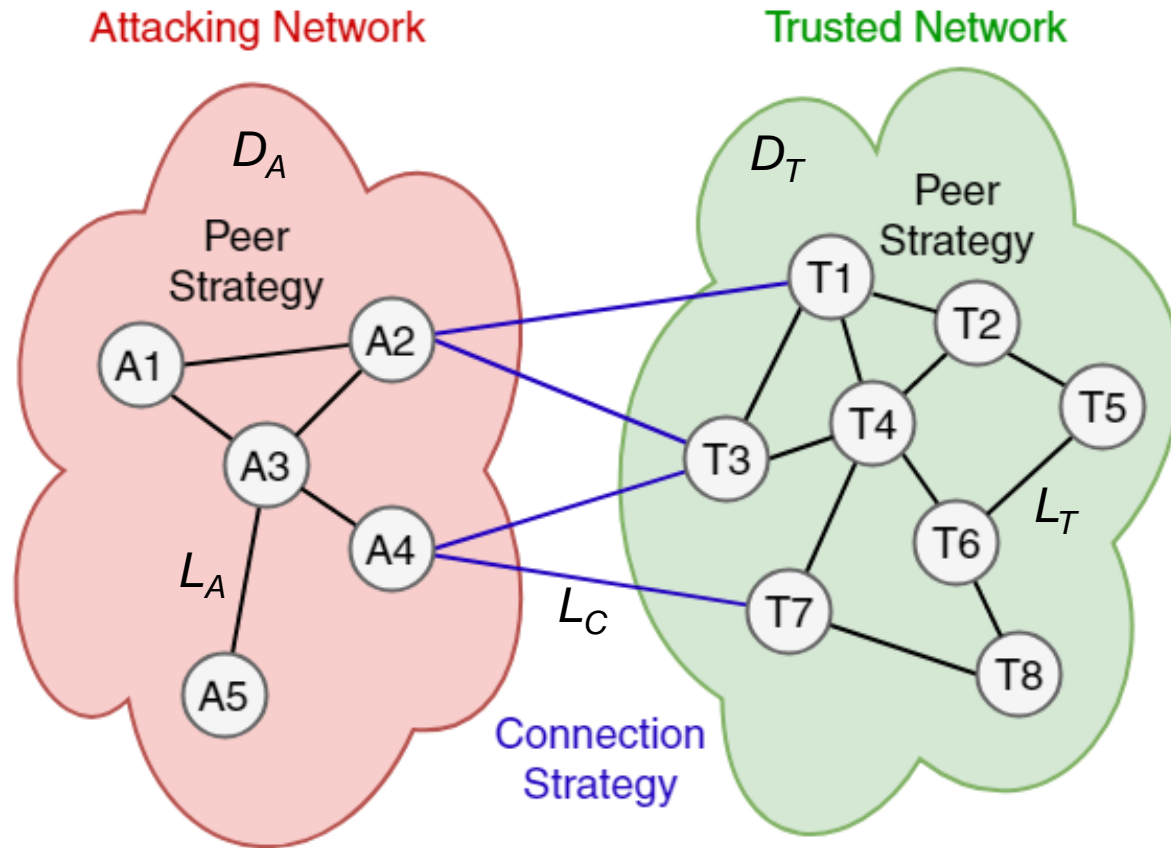 Attacking Network
Trusted Network
D_A
D_T
Peer
Strategy
Peer
Strategy
A1
A2
A3
A4
A5
L_A
L_C
T1
T2
T3
T4
T5
T6
T7
T8
L_T
Connection
Strategy